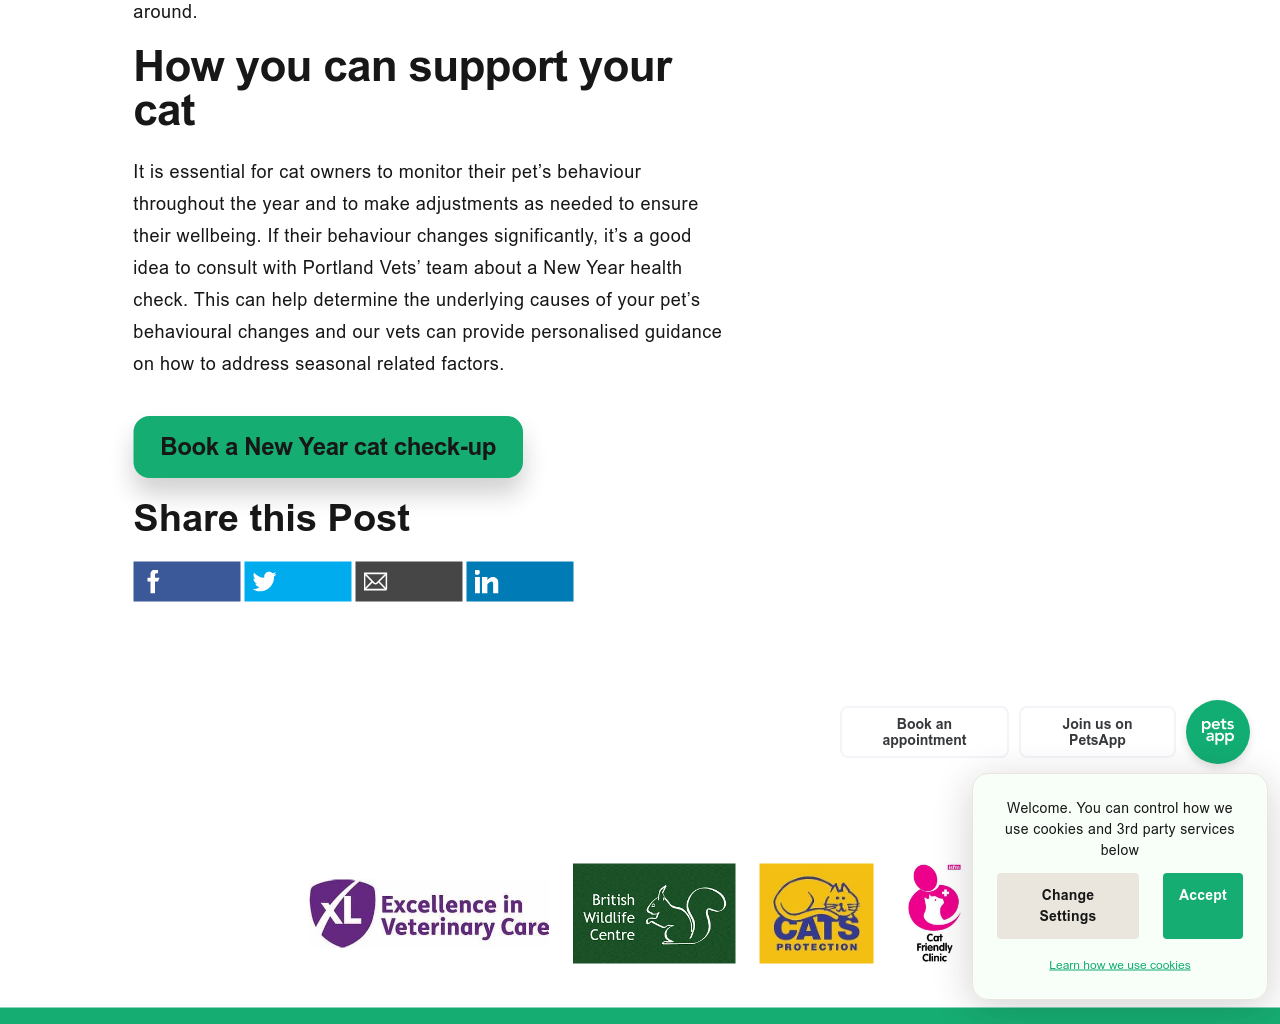 around.
How you can support your
cat
It is essential for cat owners to monitor their pet’s behaviour
throughout the year and to make adjustments as needed to ensure
their wellbeing. If their behaviour changes significantly, it’s a good
idea to consult with Portland Vets’ team about a New Year health
check. This can help determine the underlying causes of your pet’s
behavioural changes and our vets can provide personalised guidance
on how to address seasonal related factors.
Book a New Year cat check-up
Share this Post
Book an
appointment
Join us on
PetsApp
pets
app
Welcome. You can control how we
use cookies and 3rd party services
below
Change
Settings
Accept
Learn how we use cookies
XL Excellence in
Veterinary Care
British
Wildlife
Centre
CATS
PROTECTION
Cat
Friendly
Clinic